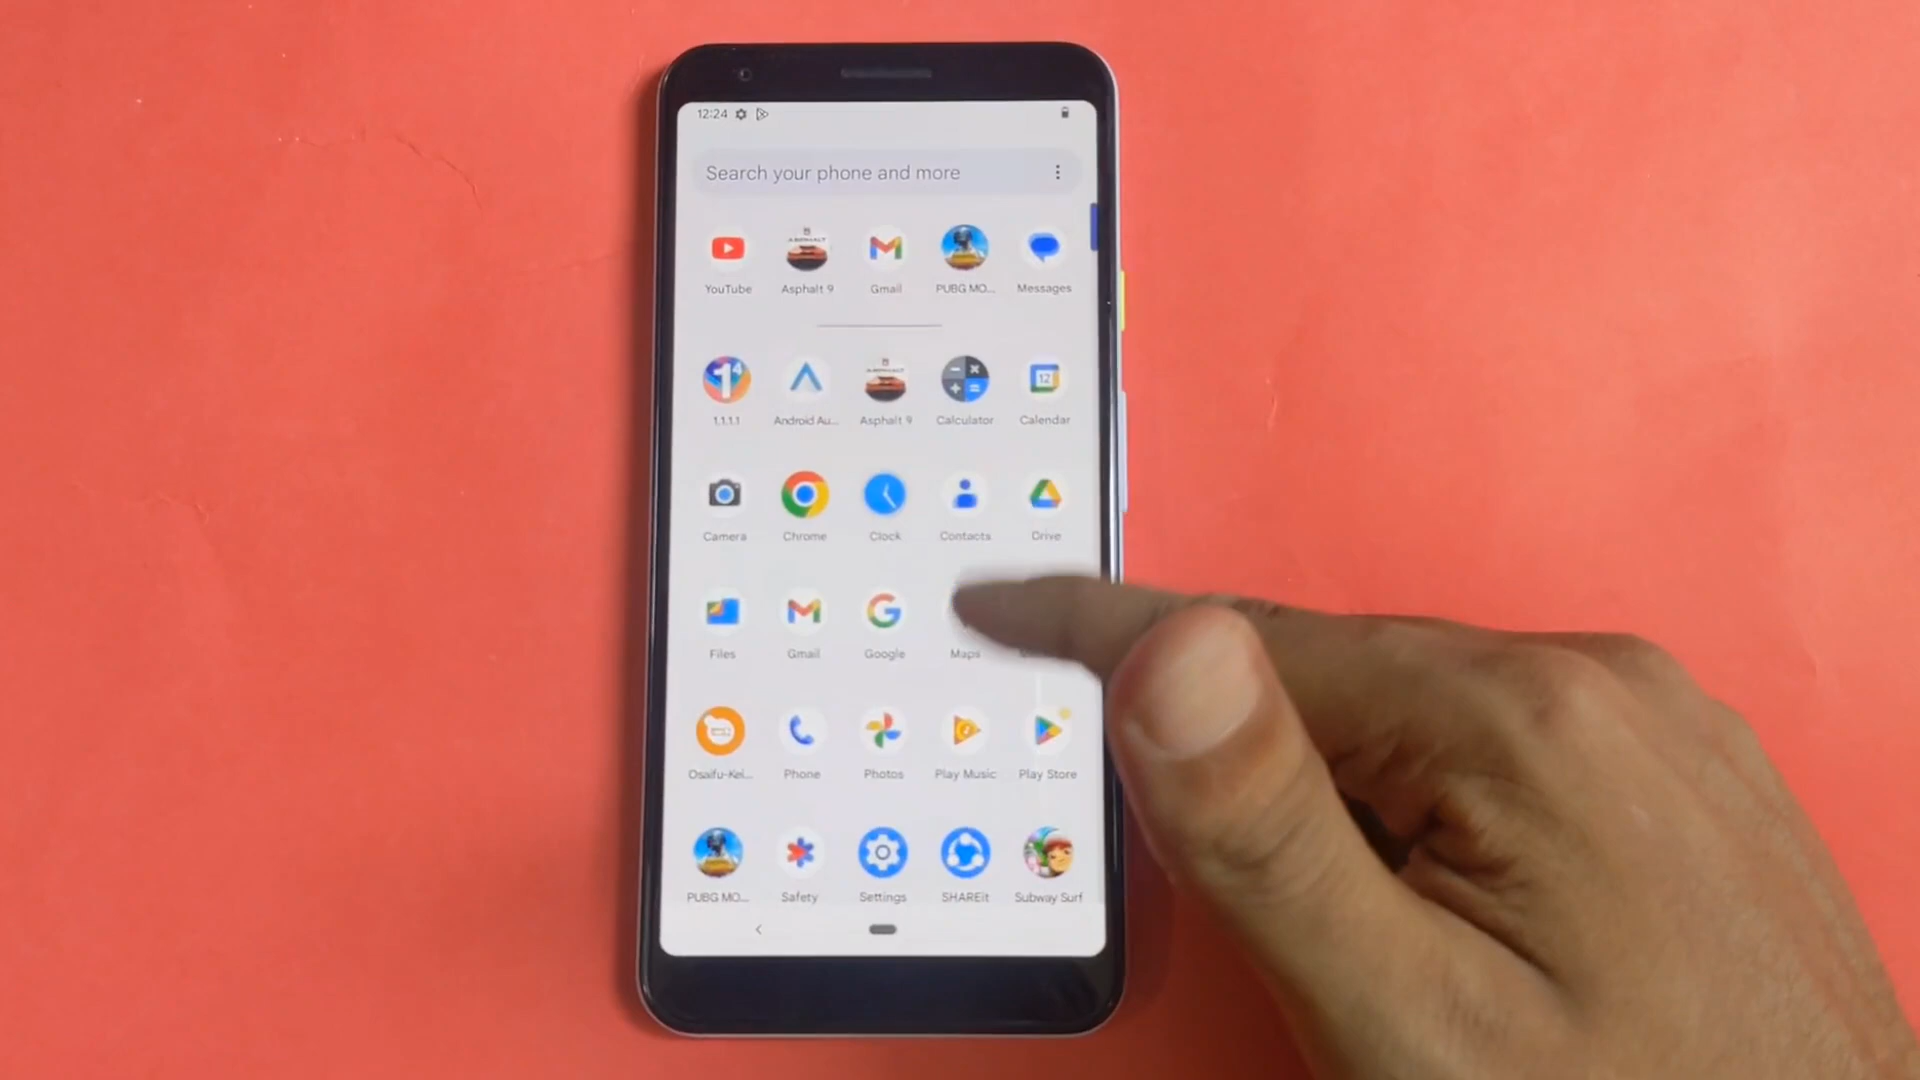 12:24
Search your phone and more
YouTube Asphalt 9 Gmail PUBG MO... Messages
1.1.1.1 Android Au... Asphalt 9 Calculator Calendar
Camera Chrome Clock Contacts Drive
Files Gmail Google Maps
Osaifu-Kei... Phone Photos Play Music Play Store
PUBG MO... Safety Settings SHAREit Subway Surf